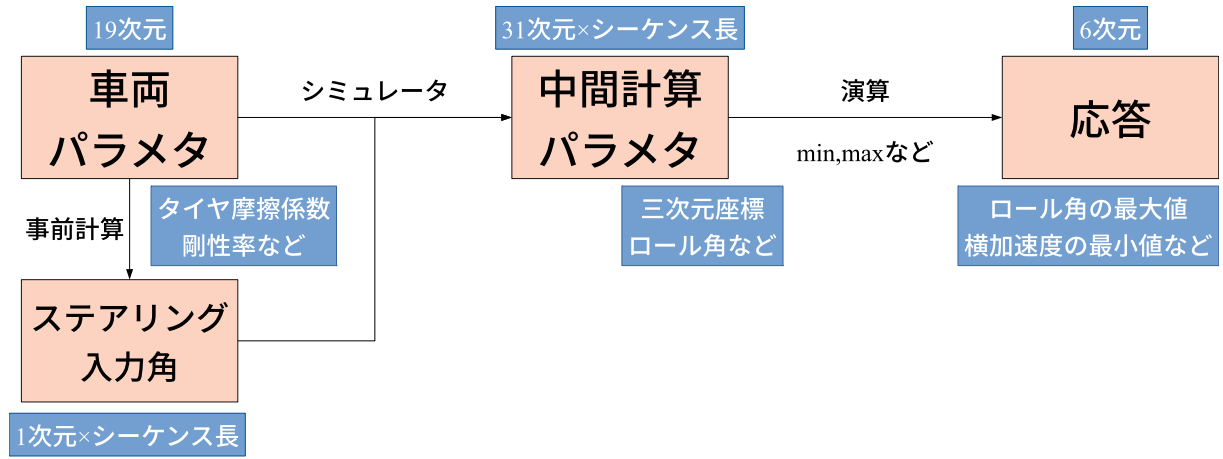 19次元
31次元×シーケンス長
6次元
車両
パラメタ
シミュレータ
中間計算
パラメタ
演算
min,maxなど
応答
事前計算
タイヤ摩擦係数
剛性率など
三次元座標
ロール角など
ロール角の最大値
横加速度の最小値など
ステアリング
入力角
1次元×シーケンス長